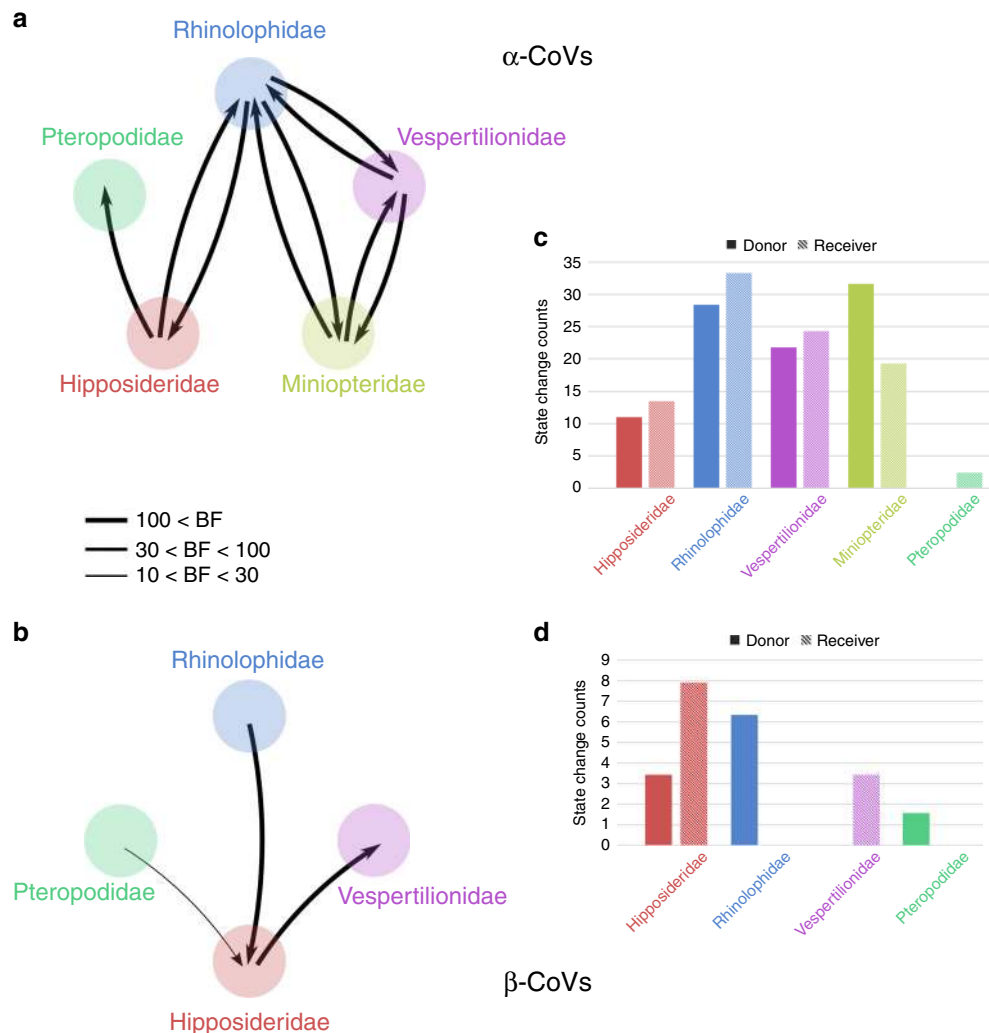 a
Rhinolophidae
α-CoVs
Pteropodidae
Vespertilionidae
Hipposideridae
Miniopteridae
100 < BF
30 < BF < 100
10 < BF < 30
c
Donor Receiver
State change counts
35
30
25
20
15
10
5
0
Hipposideridae
Rhinolophidae
Vespertilionidae
Miniopteridae
Pteropodidae
b
Rhinolophidae
Pteropodidae
Vespertilionidae
Hipposideridae
β-CoVs
d
Donor Receiver
State change counts
9
8
7
6
5
4
3
2
1
0
Hipposideridae
Rhinolophidae
Vespertilionidae
Pteropodidae